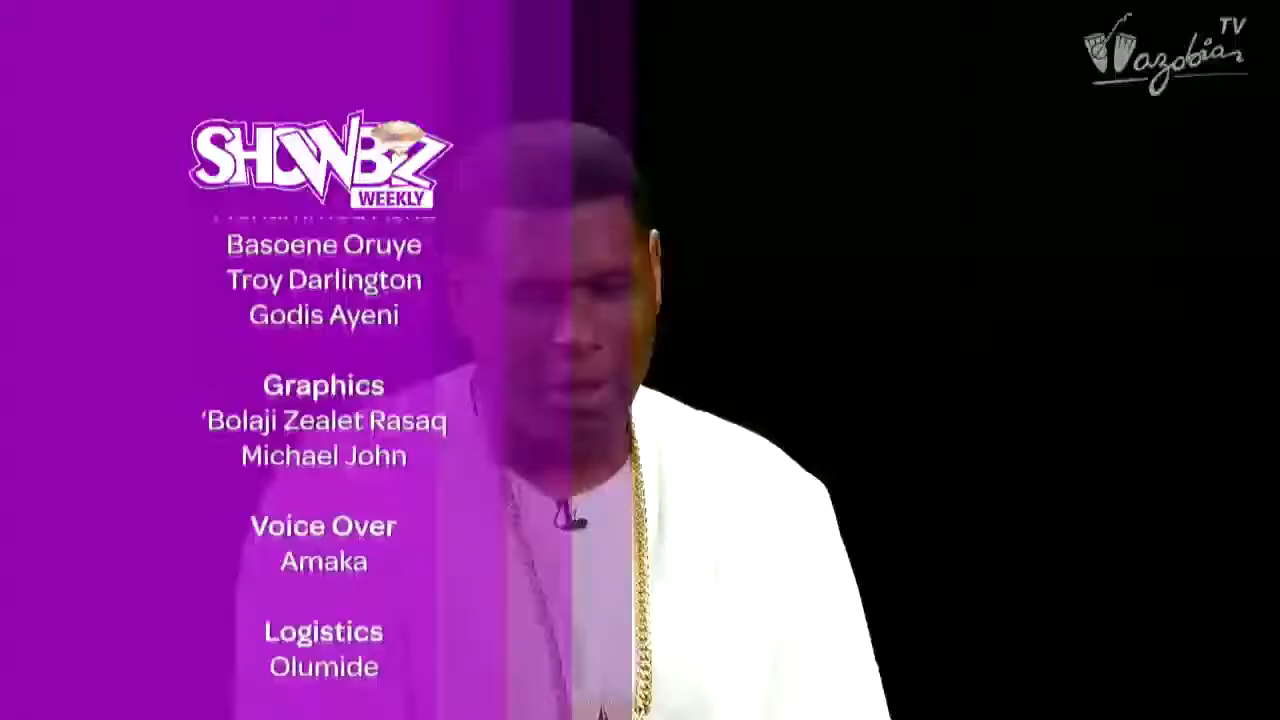 TV
Wazobia
SHOWBIZ
WEEKLY
Basoene Oruye
Troy Darlington
Godis Ayeni
Graphics
‘Bolaji Zealet Rasaq
Michael John
Voice Over
Amaka
Logistics
Olumide